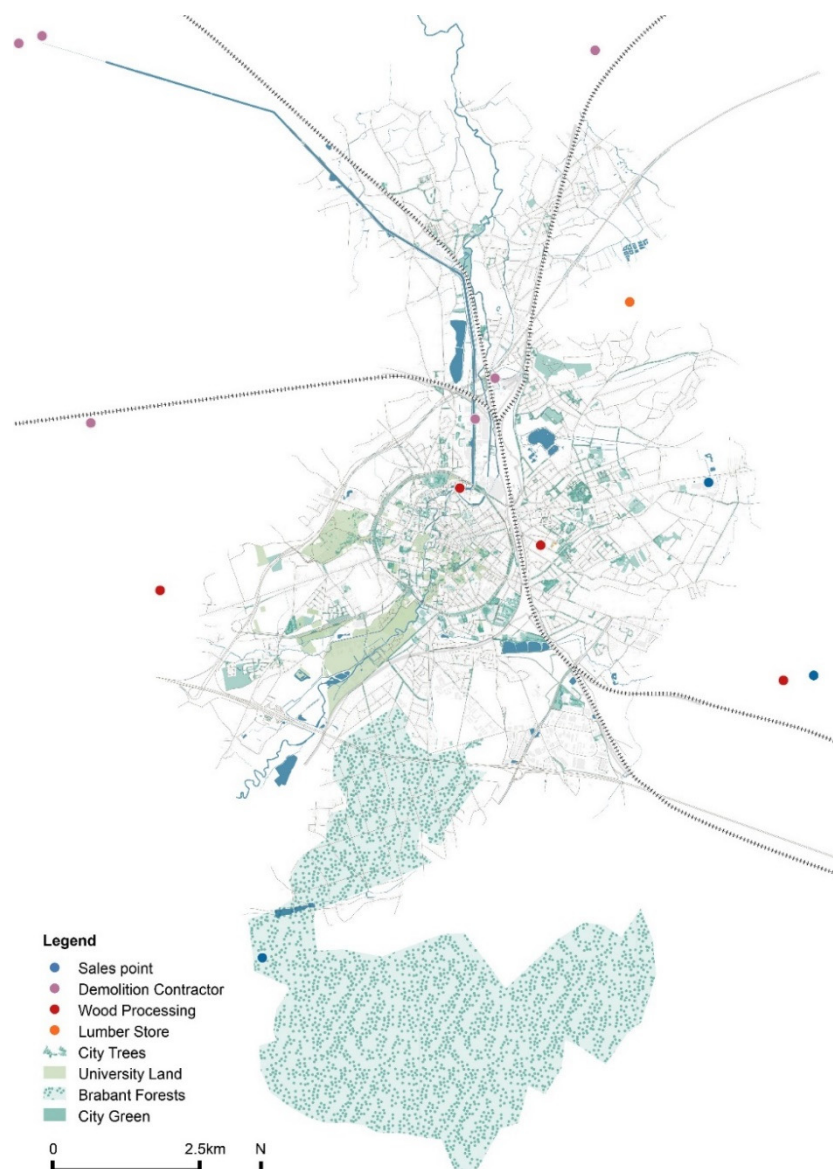 Legend
Sales point
Demolition Contractor
Wood Processing
Lumber Store
City Trees
University Land
Brabant Forests
City Green
0 2.5km N